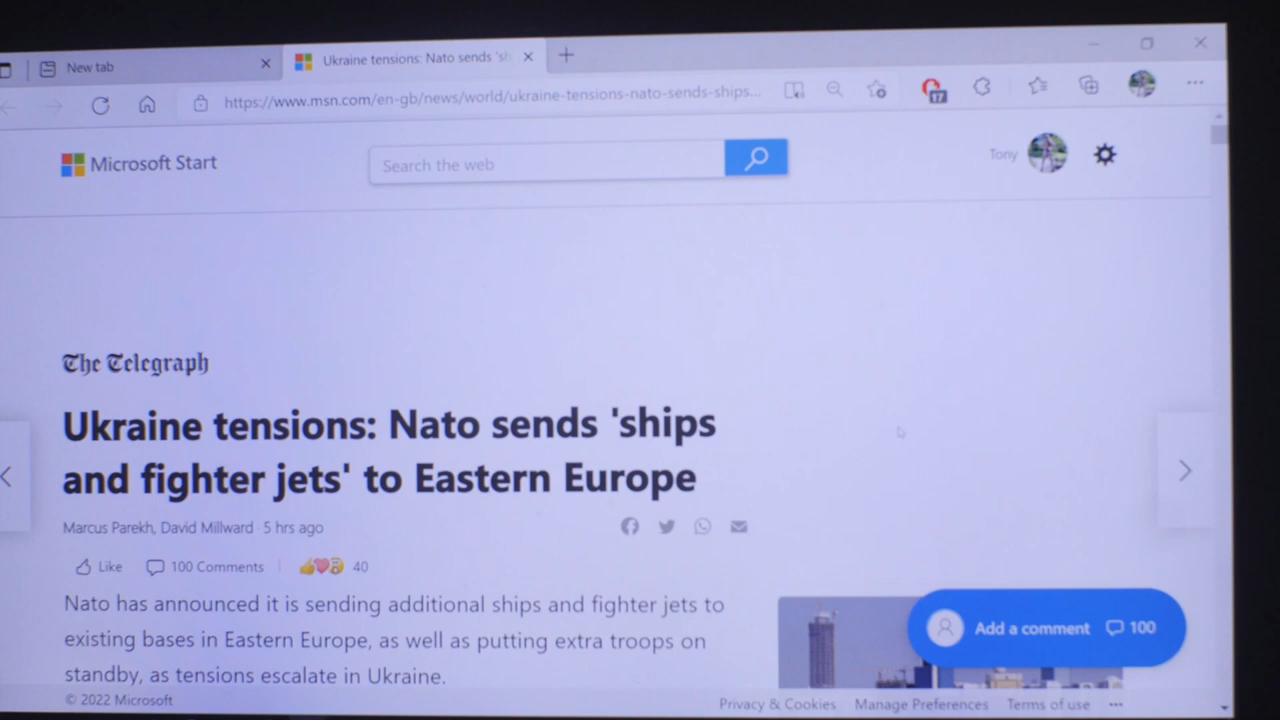 New tab
Ukraine tensions: Nato sends 'sh
https://www.msn.com/en-gb/news/world/ukraine-tensions-nato-sends-ships...
17
Microsoft Start
Search the web
Tony
The Telegraph
Ukraine tensions: Nato sends 'ships
and fighter jets' to Eastern Europe
Marcus Parekh, David Millward · 5 hrs ago
Like 100 Comments 40
Nato has announced it is sending additional ships and fighter jets to
existing bases in Eastern Europe, as well as putting extra troops on
standby, as tensions escalate in Ukraine.
Add a comment 100
© 2022 Microsoft
Privacy & Cookies Manage Preferences Terms of use ...